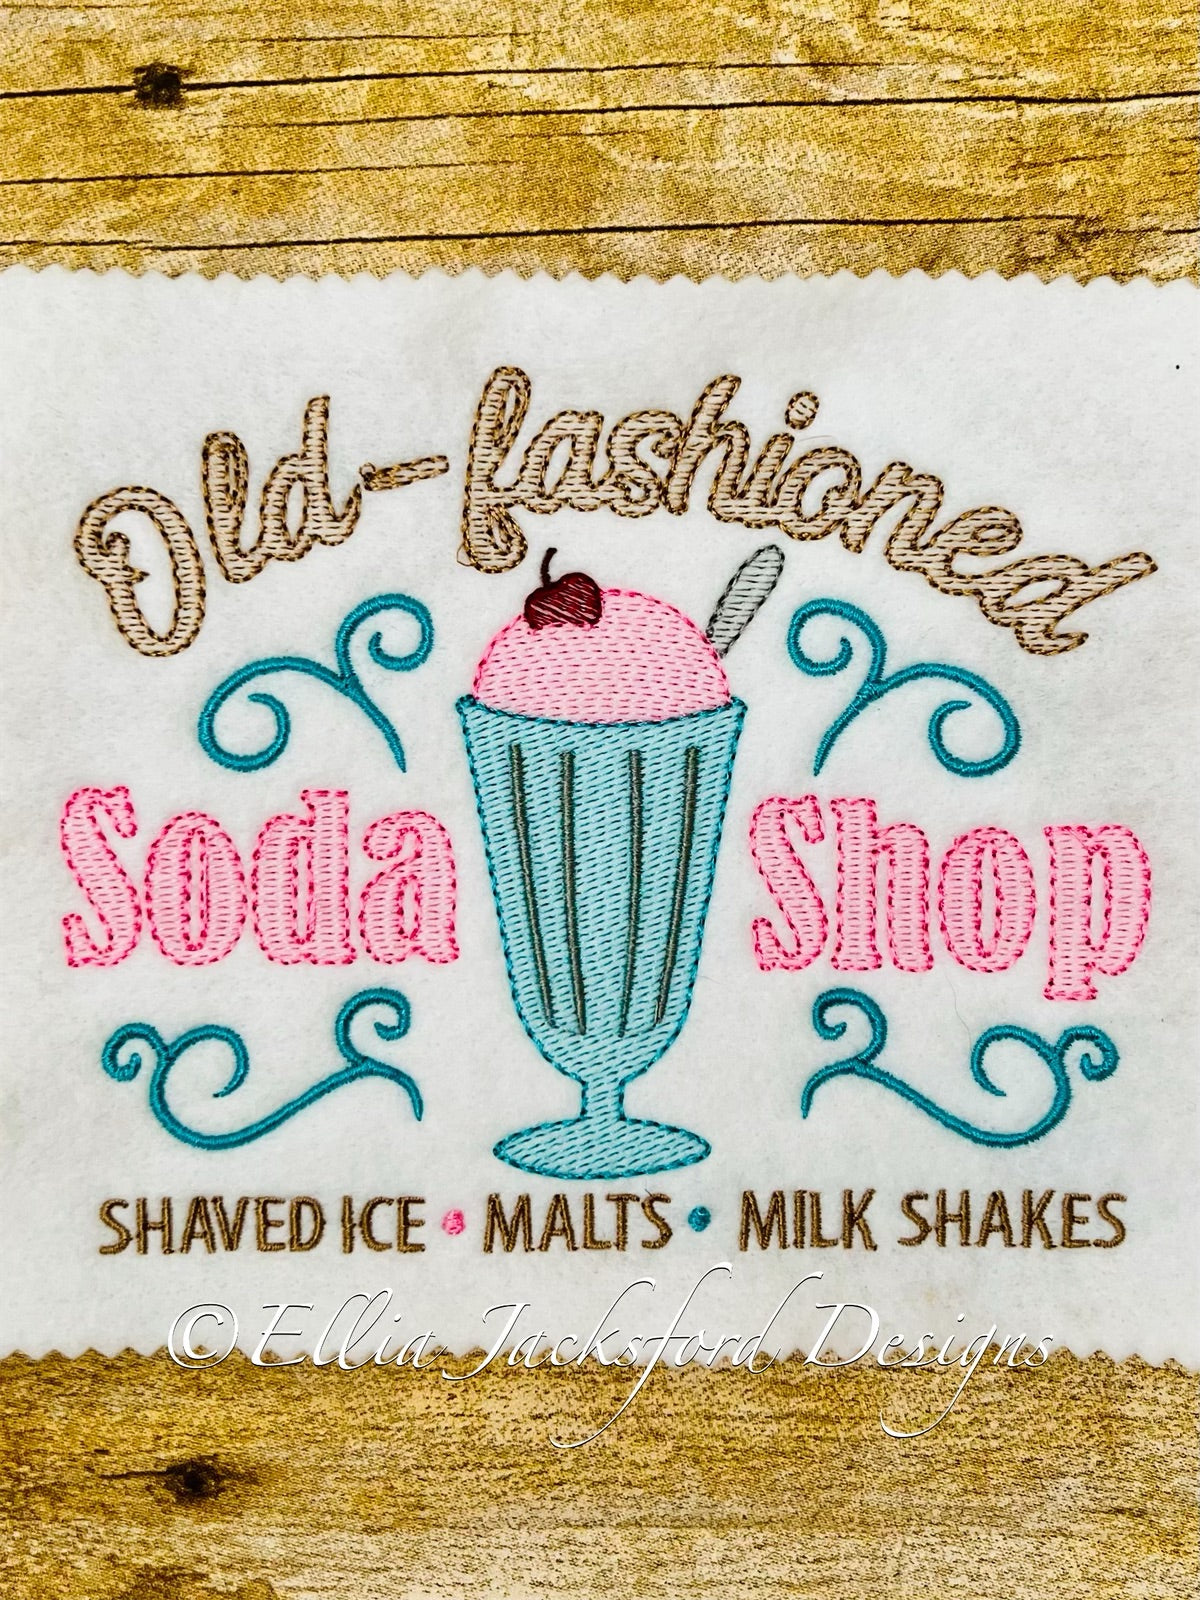 Old-fashioned
Soda Shop
SHAVED ICE • MALTS • MILK SHAKES
©Ellia Jacksford Designs